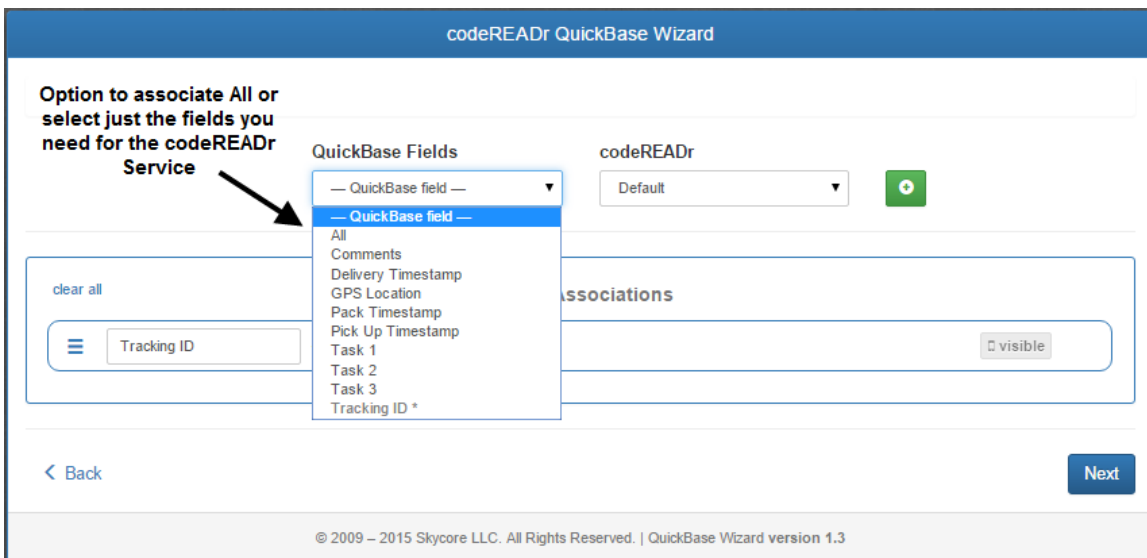 codeREADr QuickBase Wizard
Option to associate All or
select just the fields you
need for the codeREADr
Service
QuickBase Fields
codeREADr
— QuickBase field —
Default
— QuickBase field —
All
Comments
Delivery Timestamp
GPS Location
Pack Timestamp
Pick Up Timestamp
Task 1
Task 2
Task 3
Tracking ID *
clear all
Associations
Tracking ID
visible
Back
Next
© 2009 – 2015 Skycore LLC. All Rights Reserved. | QuickBase Wizard version 1.3